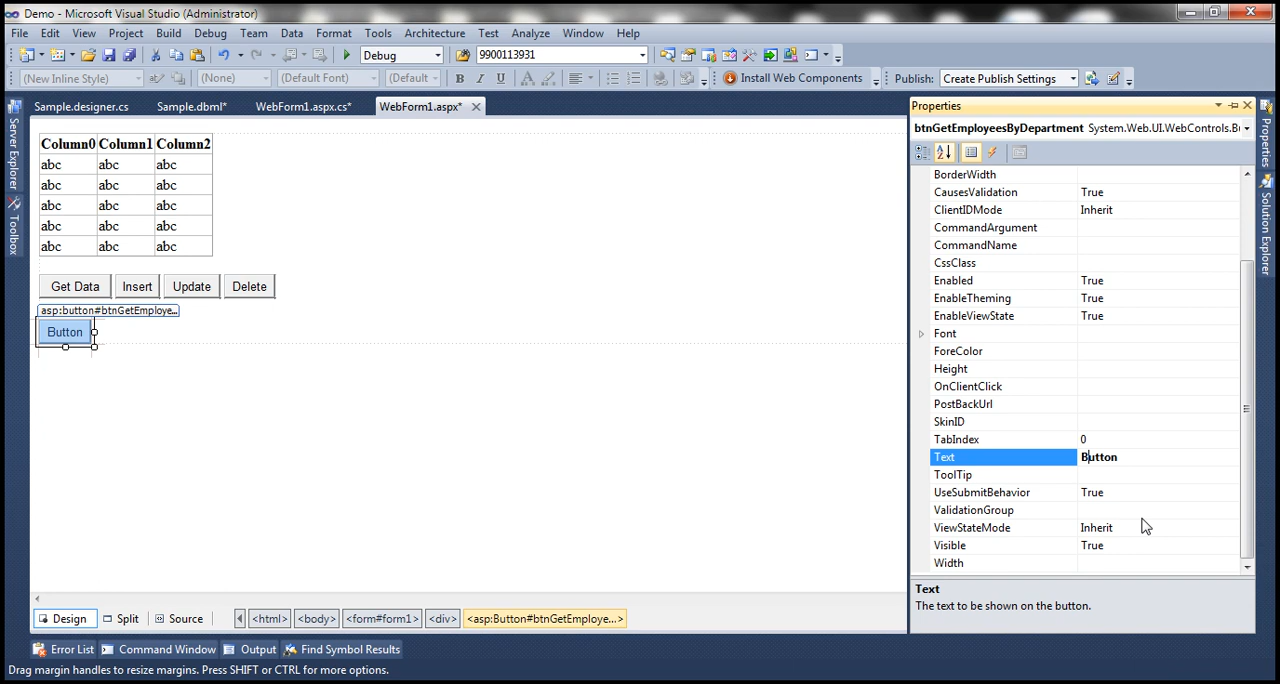 Demo - Microsoft Visual Studio (Administrator)
File Edit View Project Build Debug Team Data Format Tools Architecture Test Analyze Window Help
Debug 9900113931
(New Inline Style) (None) (Default Font) (Default B I U A Install Web Components Publish: Create Publish Settings
Sample.designer.cs Sample.dbml* WebForm1.aspx.cs* WebForm1.aspx*
Server Explorer
Toolbox
Column0 Column1 Column2
abc abc abc
abc abc abc
abc abc abc
abc abc abc
abc abc abc
Get Data Insert Update Delete
asp:button#btnGetEmploye...
Button
Design Split Source <html> <body> <form#form1> <div> <asp:Button#btnGetEmploye...>
Properties
btnGetEmployeesByDepartment System.Web.UI.WebControls.Bu
BorderWidth
CausesValidation True
ClientIDMode Inherit
CommandArgument
CommandName
CssClass
Enabled True
EnableTheming True
EnableViewState True
Font
ForeColor
Height
OnClientClick
PostBackUrl
SkinID
TabIndex 0
Text Button
ToolTip
UseSubmitBehavior True
ValidationGroup
ViewStateMode Inherit
Visible True
Width
Text
The text to be shown on the button.
Properties
Solution Explorer
Error List Command Window Output Find Symbol Results
Drag margin handles to resize margins. Press SHIFT or CTRL for more options.